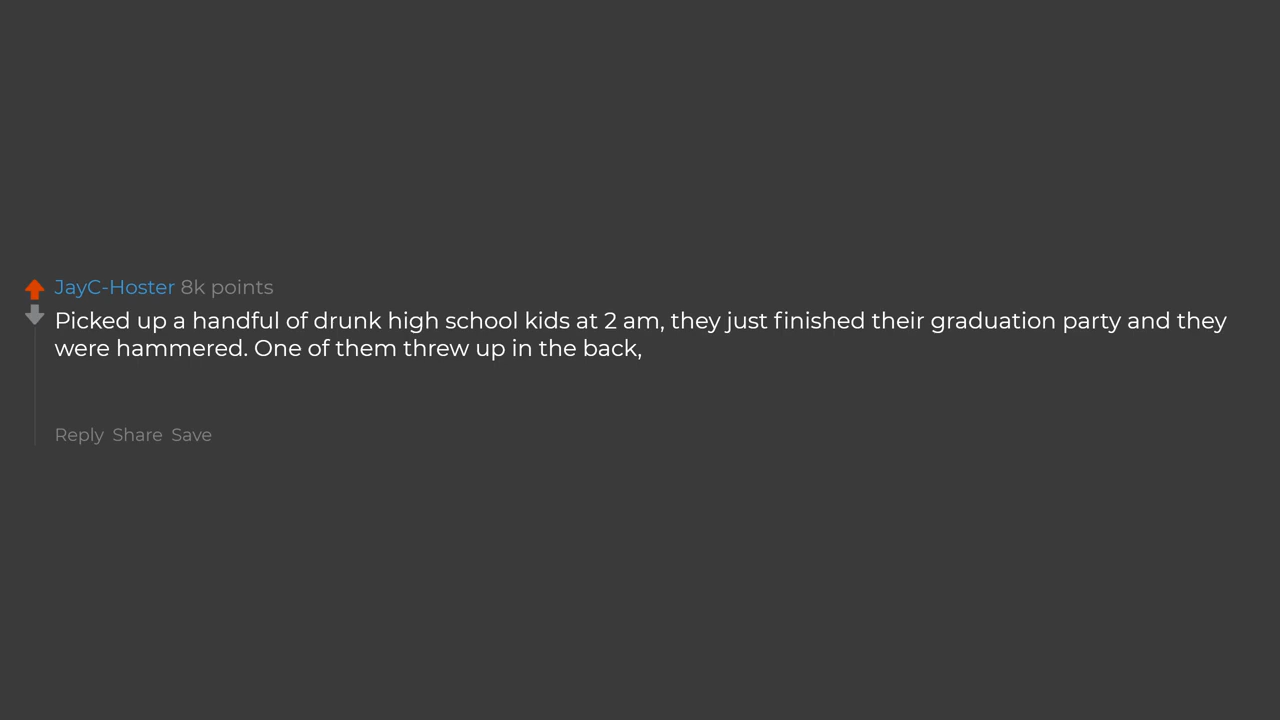 JayC-Hoster 8k points
Picked up a handful of drunk high school kids at 2 am, they just finished their graduation party and they
were hammered. One of them threw up in the back,
Reply Share Save